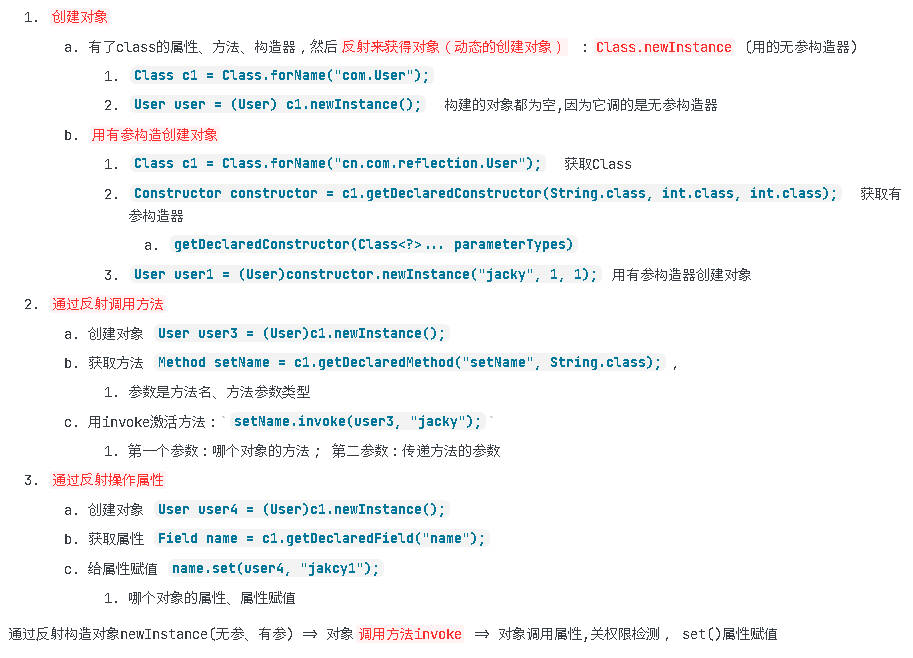 1. 创建对象
a. 有了class的属性、方法、构造器，然后反射来获得对象（动态的创建对象） ：Class.newInstance (用的无参构造器)
1. Class c1 = Class.forName("com.User");
2. User user = (User) c1.newInstance(); 构建的对象都为空,因为它调的是无参构造器
b. 用有参构造创建对象
1. Class c1 = Class.forName("cn.com.reflection.User"); 获取Class
2. Constructor constructor = c1.getDeclaredConstructor(String.class, int.class, int.class); 获取有
参构造器
a. getDeclaredConstructor(Class<?>... parameterTypes)
3. User user1 = (User)constructor.newInstance("jacky", 1, 1); 用有参构造器创建对象
2. 通过反射调用方法
a. 创建对象 User user3 = (User)c1.newInstance();
b. 获取方法 Method setName = c1.getDeclaredMethod("setName", String.class); ,
1. 参数是方法名、方法参数类型
c. 用invoke激活方法：`setName.invoke(user3, "jacky");`
1. 第一个参数：哪个对象的方法； 第二参数：传递方法的参数
3. 通过反射操作属性
a. 创建对象 User user4 = (User)c1.newInstance();
b. 获取属性 Field name = c1.getDeclaredField("name");
c. 给属性赋值 name.set(user4, "jakcy1");
1. 哪个对象的属性、属性赋值
通过反射构造对象newInstance(无参、有参) => 对象调用方法invoke => 对象调用属性,关权限检测， set()属性赋值